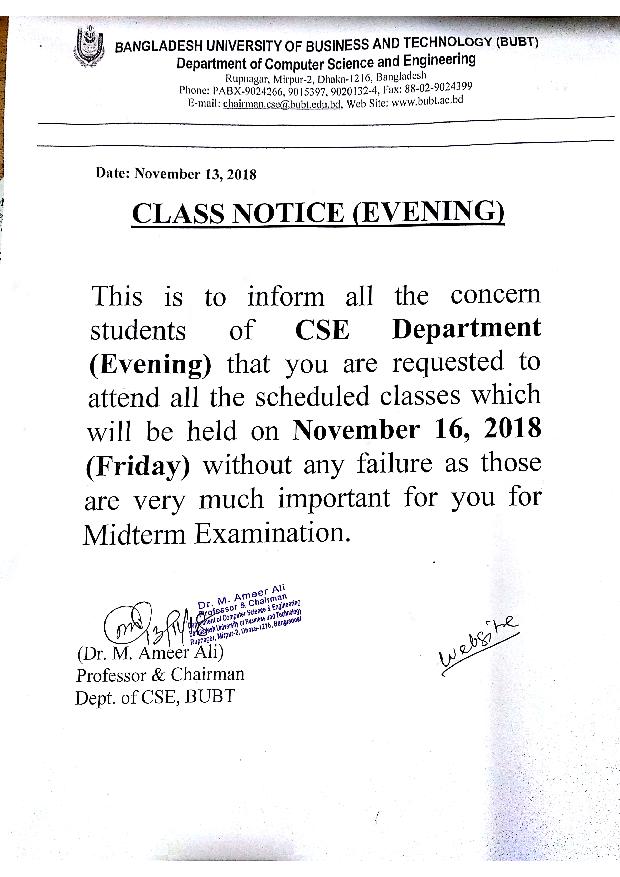 BANGLADESH UNIVERSITY OF BUSINESS AND TECHNOLOGY (BUBT)
Department of Computer Science and Engineering
Rupnagar, Mirpur-2, Dhaka-1216, Bangladesh
Phone: PABX-9024266, 9015397, 9020132-4, Fax: 88-02-9024399
E-mail: chairman.cse@bubt.edu.bd, Web Site: www.bubt.ac.bd
Date: November 13, 2018
CLASS NOTICE (EVENING)
This is to inform all the concern
students of CSE Department
(Evening) that you are requested to
attend all the scheduled classes which
will be held on November 16, 2018
(Friday) without any failure as those
are very much important for you for
Midterm Examination.
Dr. M. Ameer Ali
Professor & Chairman
Department of Computer Science & Engineering
Bangladesh University of Business and Technology
Rupnagar, Mirpur-2, Dhaka-1216, Bangladesh
13/11/18
(Dr. M. Ameer Ali)
Professor & Chairman
Dept. of CSE, BUBT
website